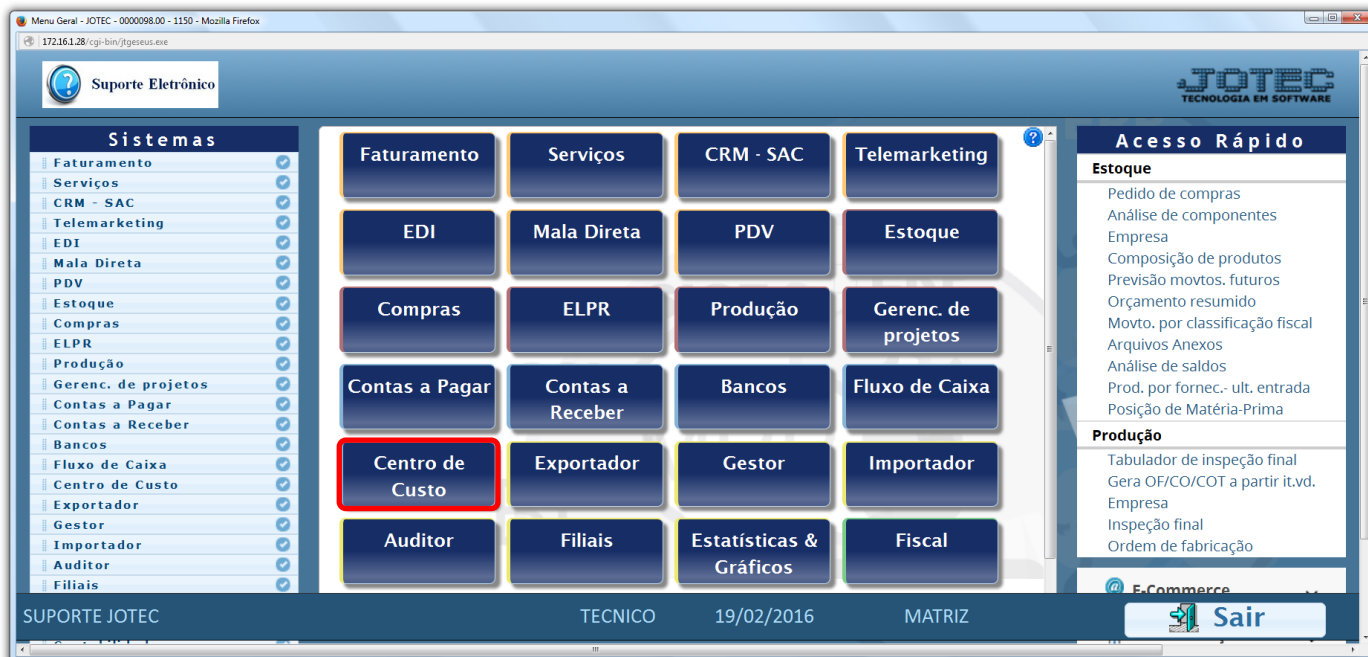 Menu Geral - JOTEC - 0000098.00 - 1150 - Mozilla Firefox
172.16.1.28/cgi-bin/jtgeseus.exe
Suporte Eletrônico
JOTEC
TECNOLOGIA EM SOFTWARE
Sistemas
Faturamento
Serviços
CRM - SAC
Telemarketing
EDI
Mala Direta
PDV
Estoque
Compras
ELPR
Produção
Gerenc. de projetos
Contas a Pagar
Contas a Receber
Bancos
Fluxo de Caixa
Centro de Custo
Exportador
Gestor
Importador
Auditor
Filiais
Faturamento
Serviços
CRM - SAC
Telemarketing
EDI
Mala Direta
PDV
Estoque
Compras
ELPR
Produção
Gerenc. de
projetos
Contas a Pagar
Contas a
Receber
Bancos
Fluxo de Caixa
Centro de
Custo
Exportador
Gestor
Importador
Auditor
Filiais
Estatísticas &
Gráficos
Fiscal
Acesso Rápido
Estoque
Pedido de compras
Análise de componentes
Empresa
Composição de produtos
Previsão movtos. futuros
Orçamento resumido
Movto. por classificação fiscal
Arquivos Anexos
Análise de saldos
Prod. por fornec.- ult. entrada
Posição de Matéria-Prima
Produção
Tabulador de inspeção final
Gera OF/CO/COT a partir it.vd.
Empresa
Inspeção final
Ordem de fabricação
E-Commerce
SUPORTE JOTEC
TECNICO
19/02/2016
MATRIZ
Sair